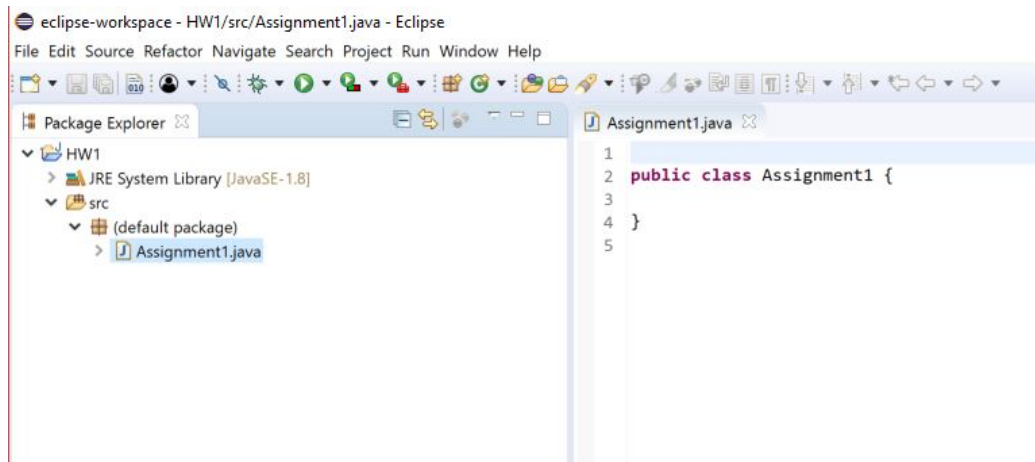 eclipse-workspace - HW1/src/Assignment1.java - Eclipse
File Edit Source Refactor Navigate Search Project Run Window Help
010
Package Explorer
HW1
JRE System Library [JavaSE-1.8]
src
(default package)
J Assignment1.java
J Assignment1.java
1
2 public class Assignment1 {
3
4 }
5